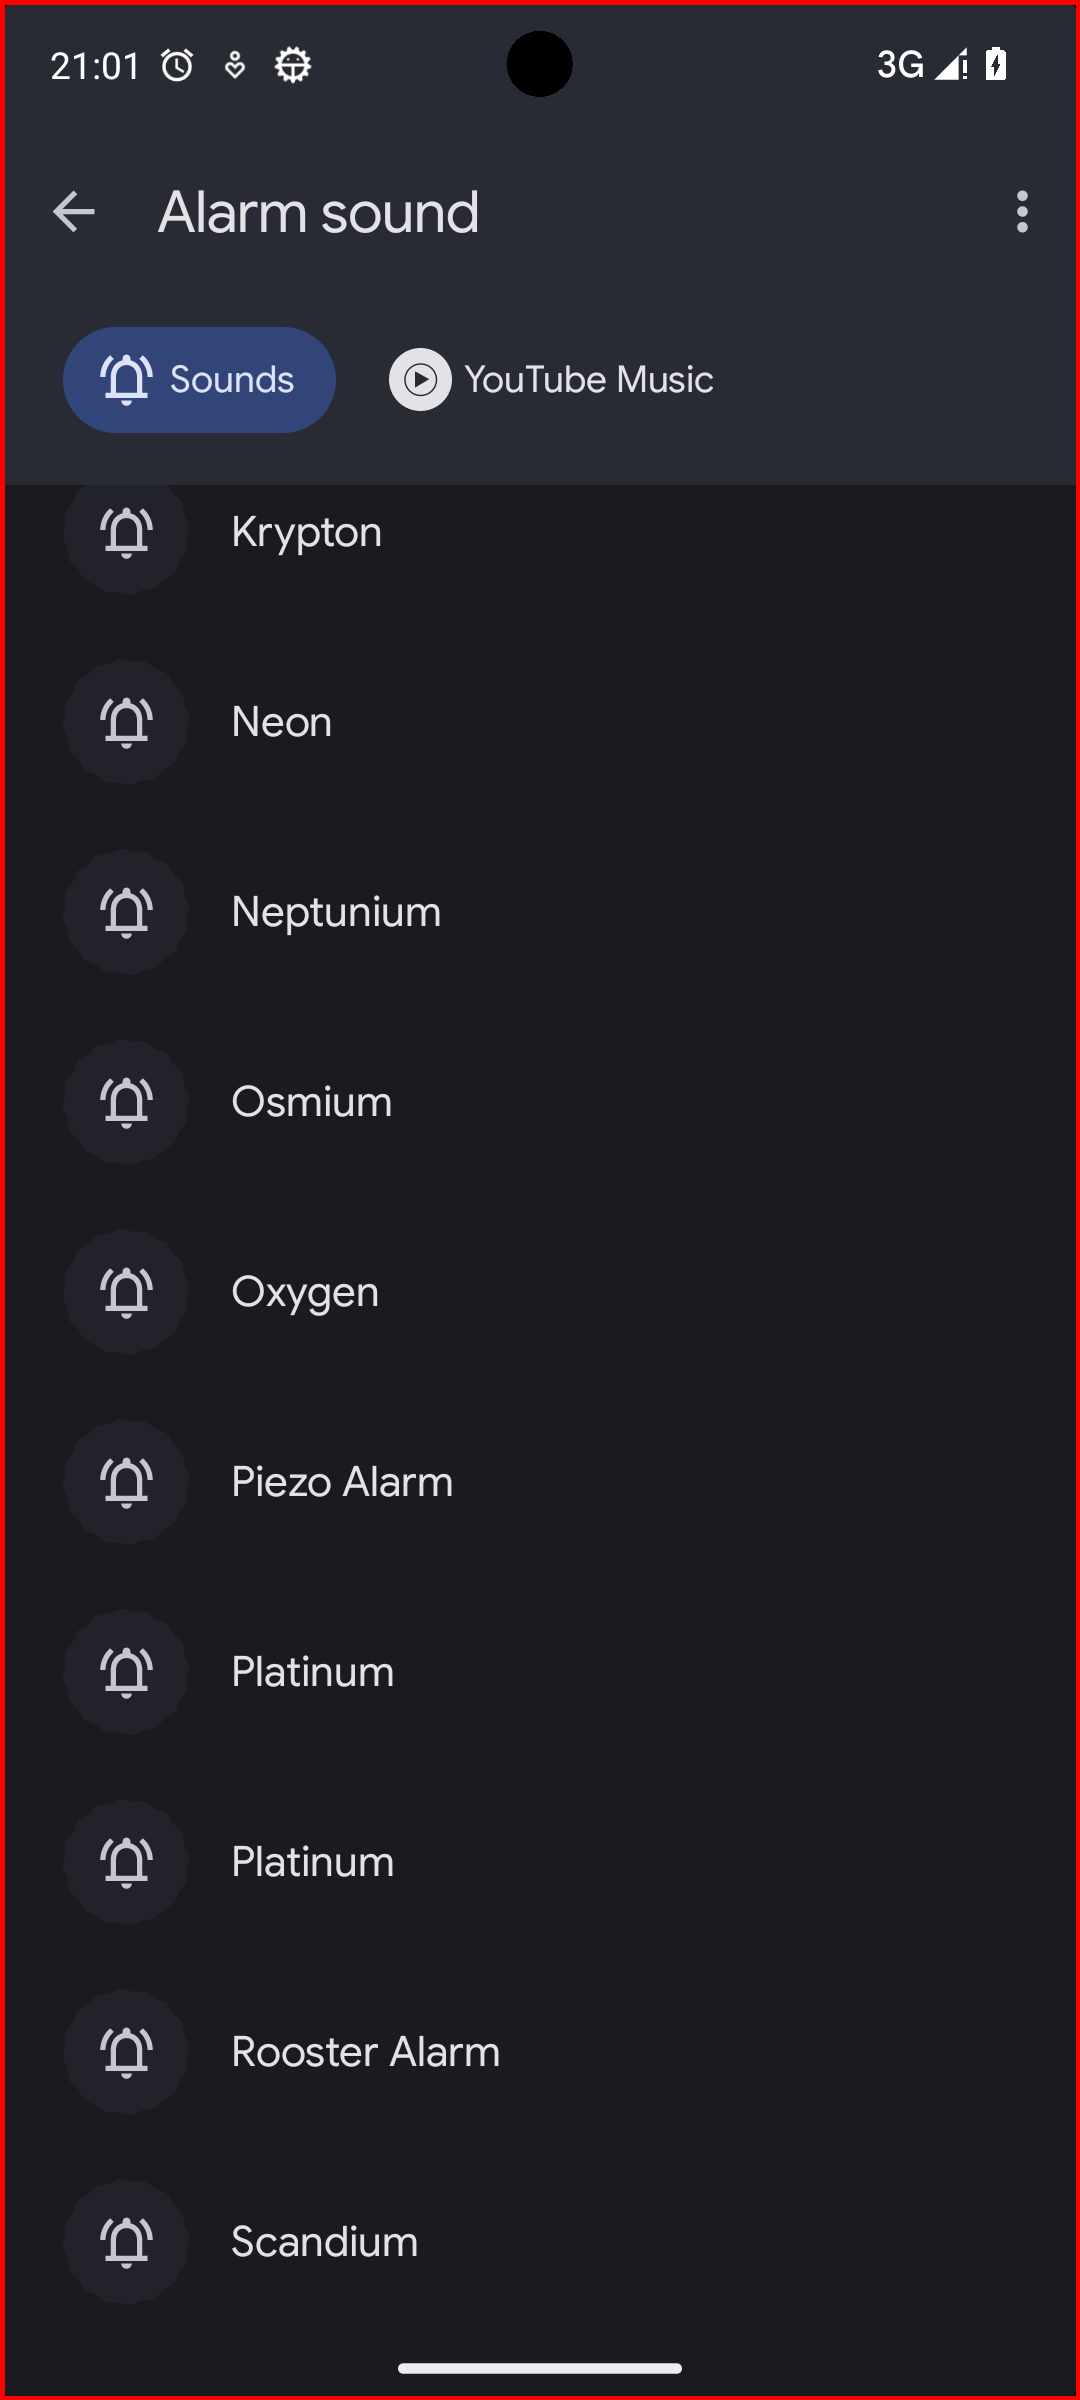 21:01
3G
Alarm sound
Sounds
YouTube Music
Krypton
Neon
Neptunium
Osmium
Oxygen
Piezo Alarm
Platinum
Platinum
Rooster Alarm
Scandium